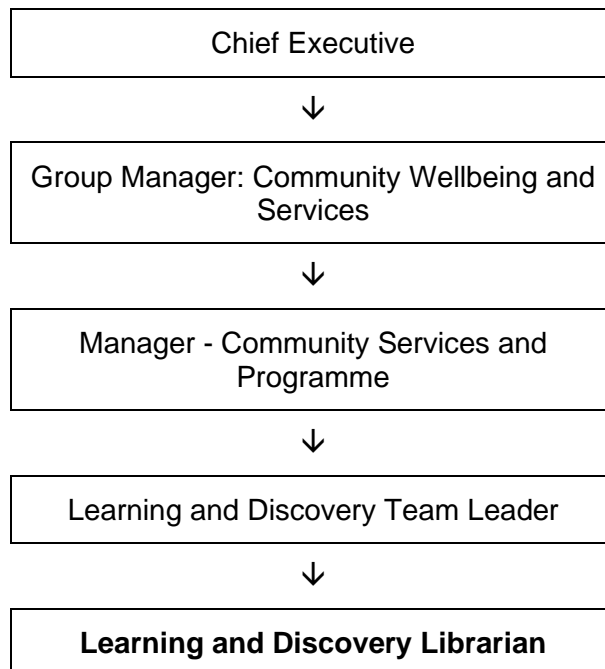 Chief Executive
↓
Group Manager: Community Wellbeing and
Services
↓
Manager - Community Services and
Programme
↓
Learning and Discovery Team Leader
↓
Learning and Discovery Librarian